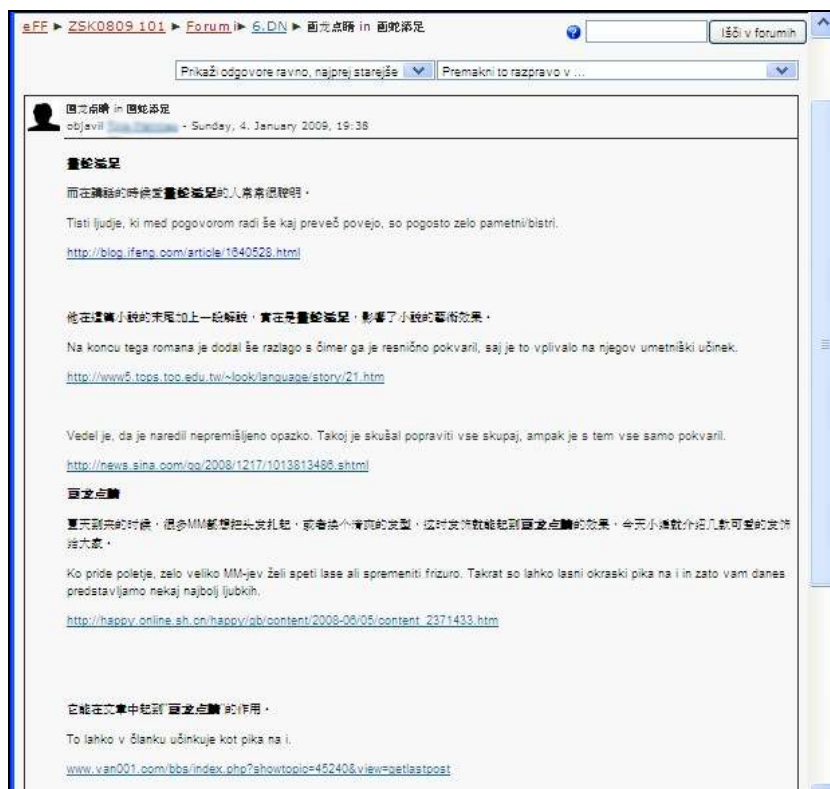 eFF ► ZSK0809 101 ► Forumi ► 6.DN ► 画龙点睛 in 画蛇添足
Išči v forumih
Prikaži odgovore ravno, najprej starejše
Premakni to razpravo v ...
画龙点睛 in 画蛇添足
objavil - Sunday, 4. January 2009, 19:38
畫蛇添足
而在講話的時候愛畫蛇添足的人常常很聰明。
Tisti ljudje, ki med pogovorom radi še kaj preveč povejo, so pogosto zelo pametni/bistri.
http://blog.ifeng.com/article/1640528.html
他在這篇小說的末尾加上一段解說，實在是畫蛇添足，影響了小說的藝術效果。
Na koncu tega romana je dodal še razlago s čimer ga je resnično pokvaril, saj je to vplivalo na njegov umetniški učinek.
http://www5.tops.tcc.edu.tw/~look/language/story/21.htm
Vedel je, da je naredil nepremišljeno opazko. Takoj je skušal popraviti vse skupaj, ampak je s tem vse samo pokvaril.
http://news.sina.com/gg/2008/1217/1013813486.shtml
画龙点睛
夏天到来的时候，很多MM都想把头发扎起，或者换个清爽的发型，这时发饰就能起到画龙点睛的效果，今天小编就介绍几款可爱的发饰
给大家。
Ko pride poletje, zelo veliko MM-jev želi speti lase ali spremeniti frizuro. Takrat so lahko lasni okraski pika na i in zato vam danes
predstavljamo nekaj najbolj ljubkih.
http://happy.online.sh.cn/happy/gb/content/2008-06/05/content_2371433.htm
它能在文章中起到"画龙点睛"的作用。
To lahko v članku učinkuje kot pika na i.
www.van001.com/bbs/index.php?showtopic=45240&view=getlastpost